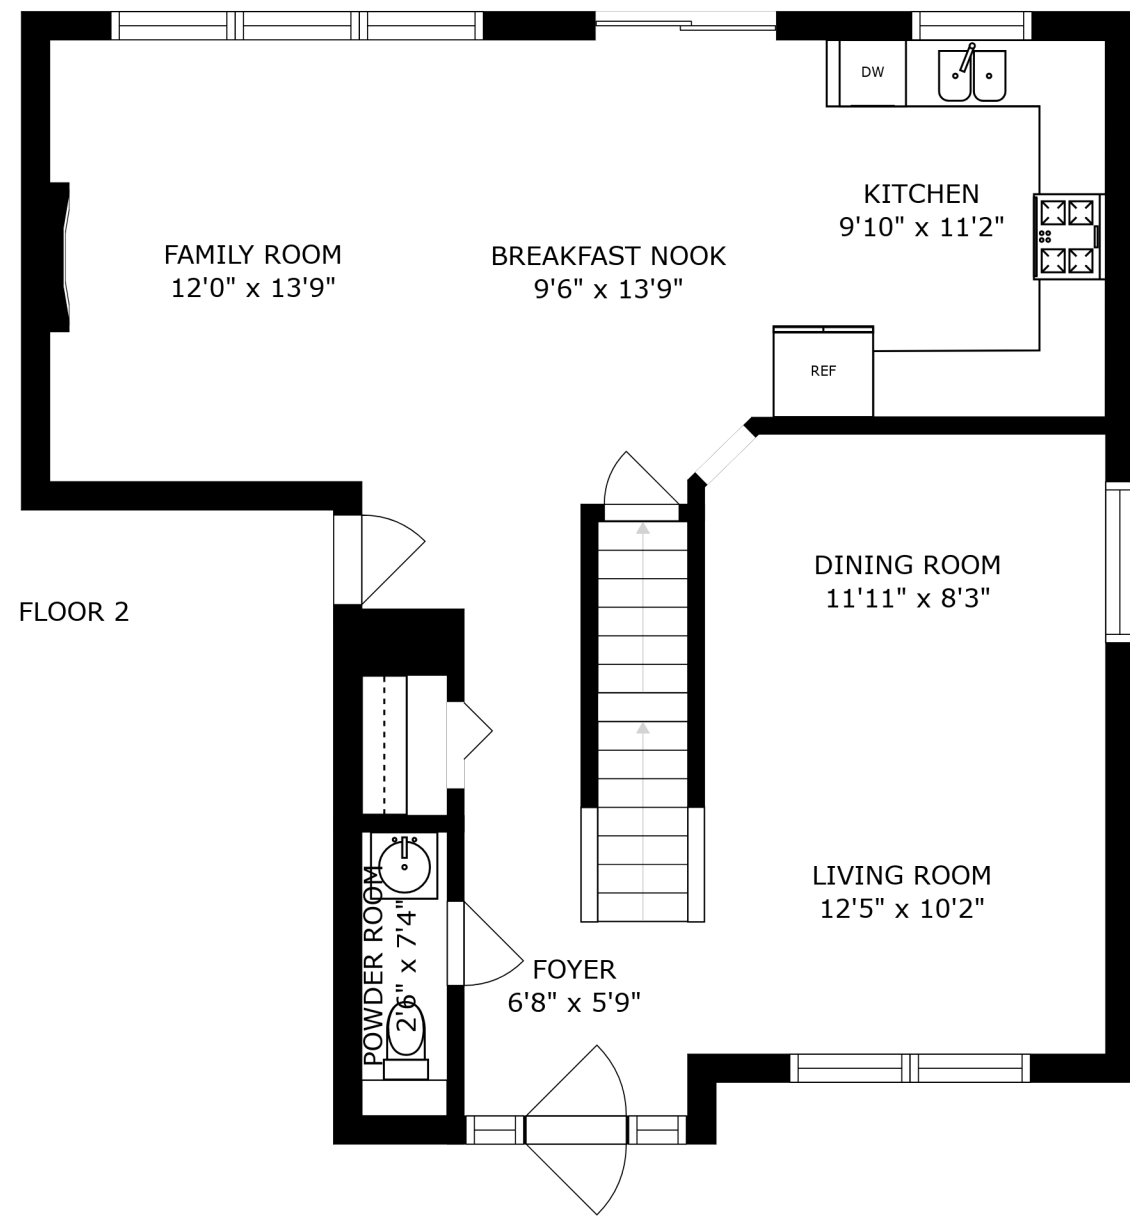 DW
KITCHEN
9'10" x 11'2"
FAMILY ROOM
12'0" x 13'9"
BREAKFAST NOOK
9'6" x 13'9"
REF
DINING ROOM
11'11" x 8'3"
FLOOR 2
LIVING ROOM
12'5" x 10'2"
POWDER ROOM
2'6" x 7'4"
FOYER
6'8" x 5'9"